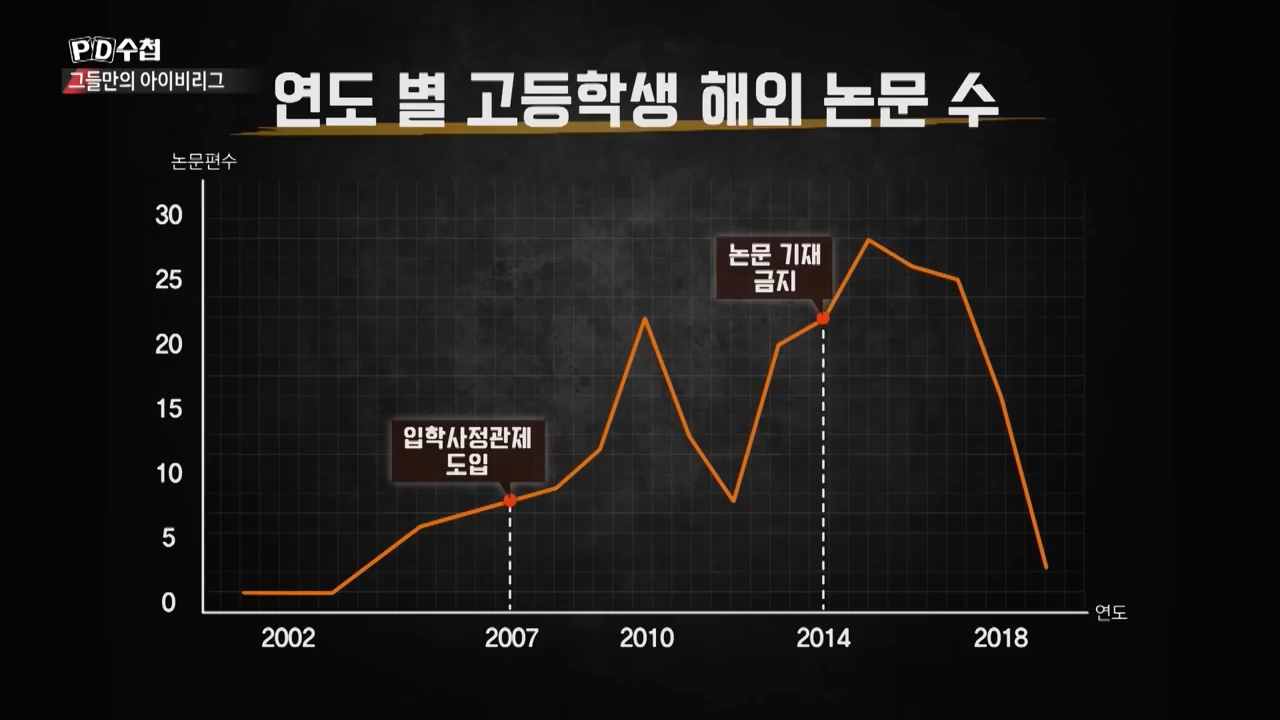 PD수첩
그들만의 아이비리그
연도 별 고등학생 해외 논문 수
논문편수
30
25
20
15
10
5
0
논문 기재
금지
입학사정관제
도입
연도
2002
2007
2010
2014
2018